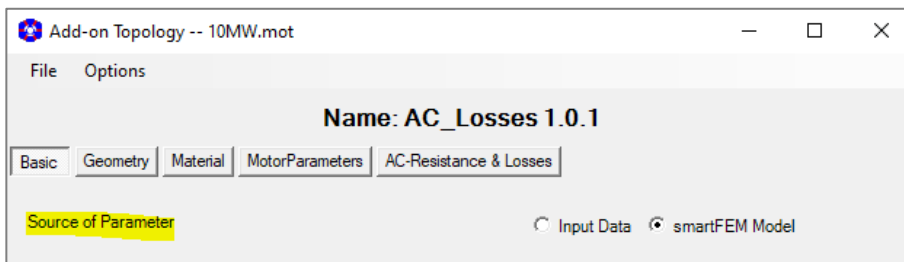 Add-on Topology -- 10MW.mot
File Options
Name: AC_Losses 1.0.1
Basic Geometry Material MotorParameters AC-Resistance & Losses
Source of Parameter Input Data smartFEM Model